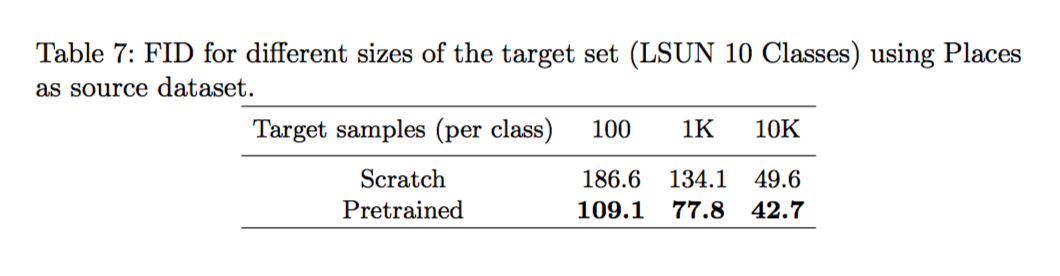 Table 7: FID for different sizes of the target set (LSUN 10 Classes) using Places
as source dataset.
Target samples (per class) 100 1K 10K
Scratch 186.6 134.1 49.6
Pretrained 109.1 77.8 42.7